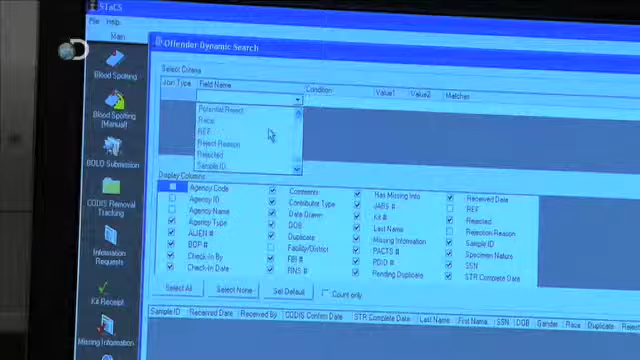 STaCS
File Help
Main
Offender Dynamic Search
Select Criteria
Join Type Field Name Condition Value1 Value2 Matches
Potential Reject
Race
REF
Reject Reason
Rejected
Sample ID
Blood Spotting
Blood Spotting (Manual)
BOLO Submission
CODIS Removal Tracking
Information Requests
Kit Receipt
Missing Information
Display Columns
Agency Code Comments Has Missing Info Received Date
Agency ID Contributor Type JABS # REF
Agency Name Date Drawn Kit # Rejected
Agency Type DOB Last Name Rejection Reason
ALIEN # Duplicate Missing Information Sample ID
BOP # Facility/District PACTS # Specimen Nature
Check-In By FBI # PDID # SSN
Check-In Date FINS # Pending Duplicate STR Complete Date
Select All Select None Set Default Count only
Sample ID Received Date Received By CODIS Confirm Date STR Complete Date Last Name First Name SSN DOB Gender Race Duplicate